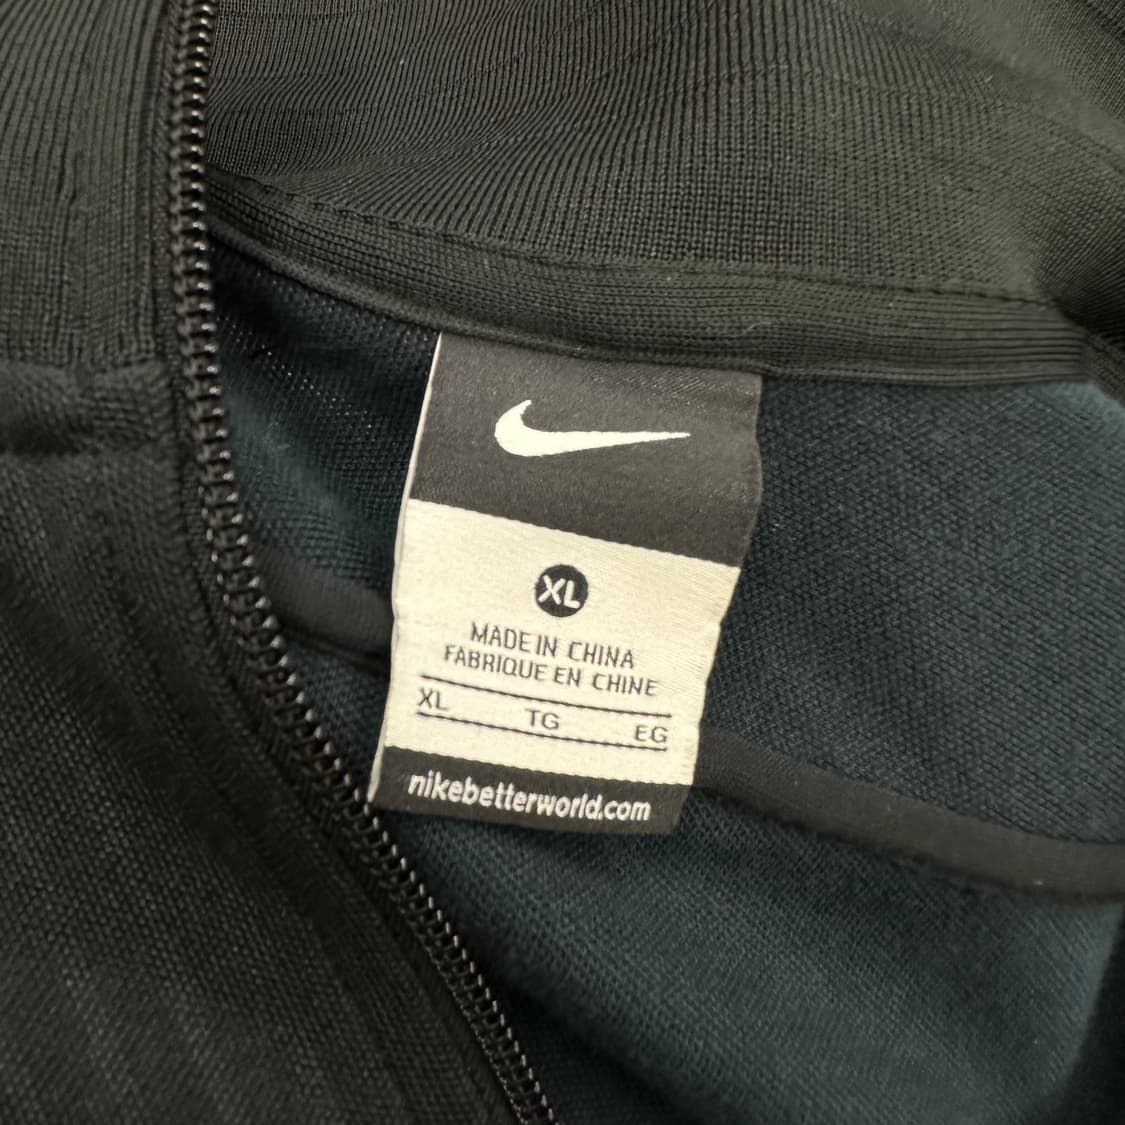 XL
MADE IN CHINA
FABRIQUE EN CHINE
XL TG EG
nikebetterworld.com